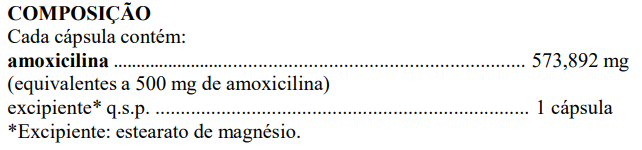 COMPOSIÇÃO
Cada cápsula contém:
amoxicilina ................................................................................ 573,892 mg
(equivalentes a 500 mg de amoxicilina)
excipiente* q.s.p. ........................................................................ 1 cápsula
*Excipiente: estearato de magnésio.